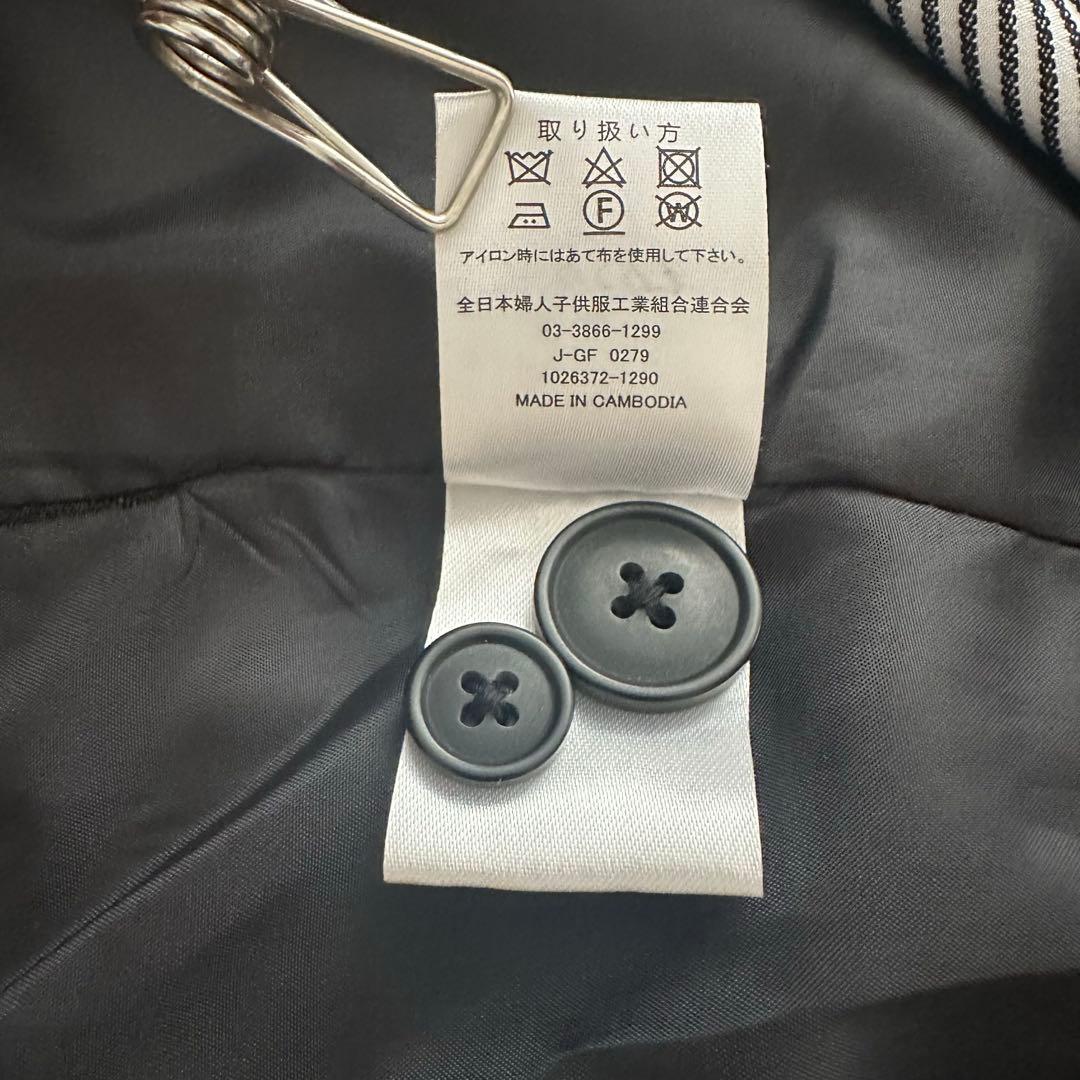 取り扱い方
F W
アイロン時にはあて布を使用して下さい。
全日本婦人子供服工業組合連合会
03-3866-1299
J-GF 0279
1026372-1290
MADE IN CAMBODIA